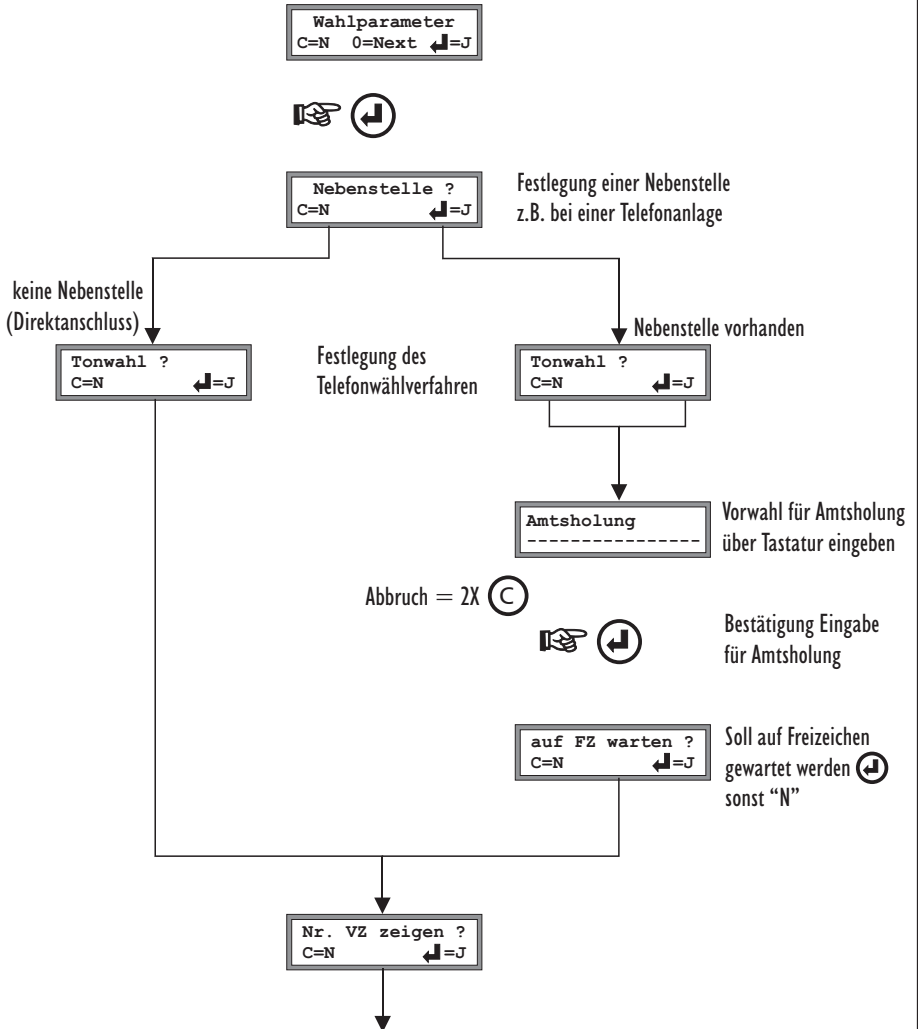 Wahlparameter
C=N 0=Next ↲=J
↲
Nebenstelle ?
C=N ↲=J
Festlegung einer Nebenstelle
z.B. bei einer Telefonanlage
keine Nebenstelle
(Direktanschluss)
Nebenstelle vorhanden
Tonwahl ?
C=N ↲=J
Festlegung des
Telefonwählverfahren
Tonwahl ?
C=N ↲=J
Amtsholung
----------------
Vorwahl für Amtsholung
über Tastatur eingeben
Abbruch = 2X C
↲
Bestätigung Eingabe
für Amtsholung
auf FZ warten ?
C=N ↲=J
Soll auf Freizeichen
gewartet werden ↲
sonst “N”
Nr. VZ zeigen ?
C=N ↲=J